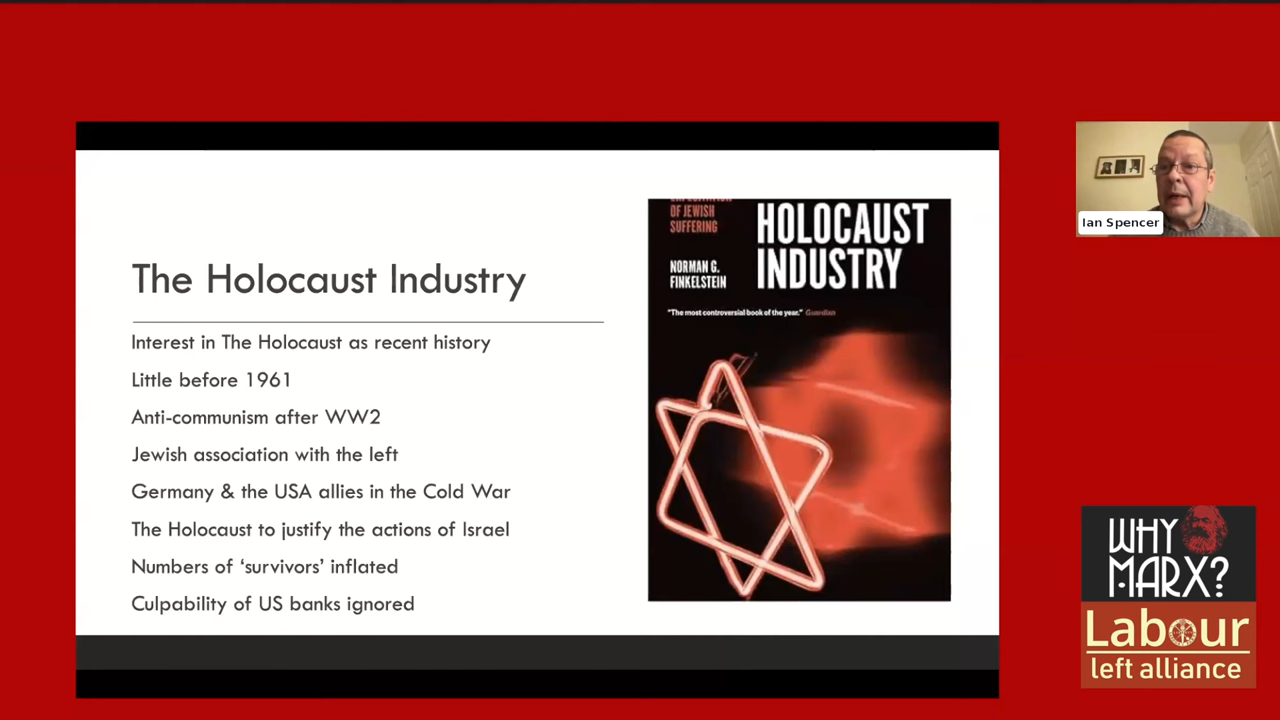 The Holocaust Industry
Interest in The Holocaust as recent history
Little before 1961
Anti-communism after WW2
Jewish association with the left
Germany & the USA allies in the Cold War
The Holocaust to justify the actions of Israel
Numbers of ‘survivors’ inflated
Culpability of US banks ignored
OF JEWISH
SUFFERING
NORMAN G.
FINKELSTEIN
HOLOCAUST
INDUSTRY
"The most controversial book of the year." Guardian
Ian Spencer
WHY
MARX?
Labour
left alliance